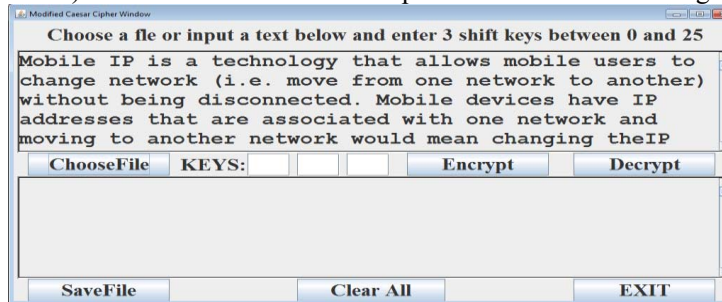 Modified Caesar Cipher Window
Choose a fle or input a text below and enter 3 shift keys between 0 and 25
Mobile IP is a technology that allows mobile users to
change network (i.e. move from one network to another)
without being disconnected. Mobile devices have IP
addresses that are associated with one network and
moving to another network would mean changing theIP
ChooseFile KEYS: Encrypt Decrypt
SaveFile Clear All EXIT